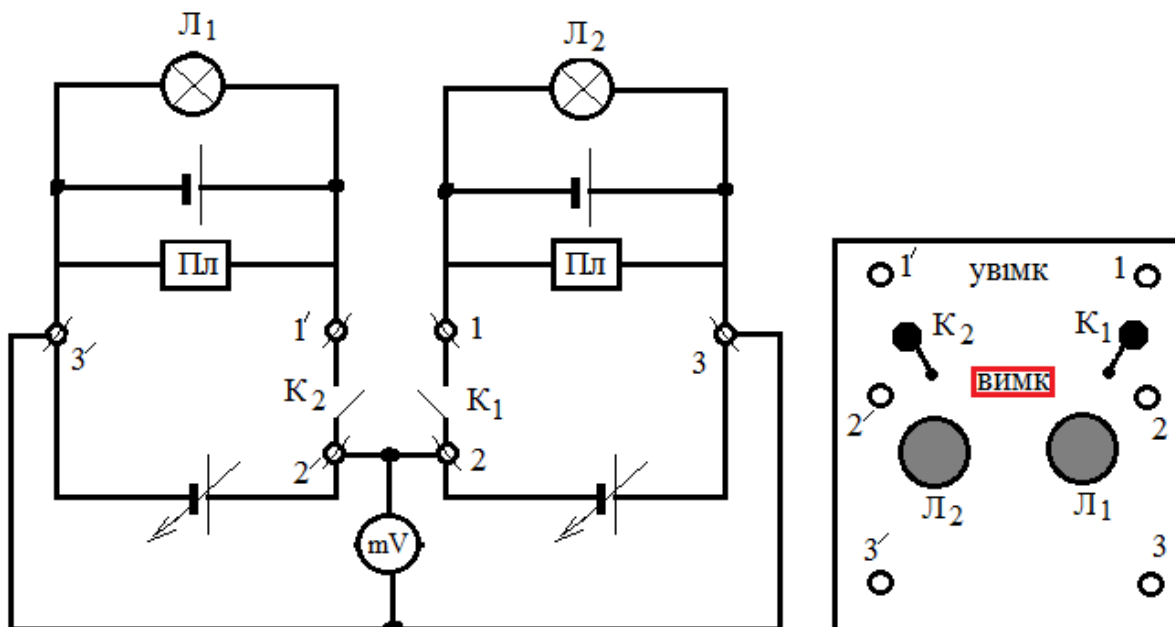 Л1 Л2
Пл Пл
3′ 1′ 1 3
К2 К1
2′ 2
mV
1′ увімк 1
К2 К1
вимк
2′ 2
Л2 Л1
3′ 3